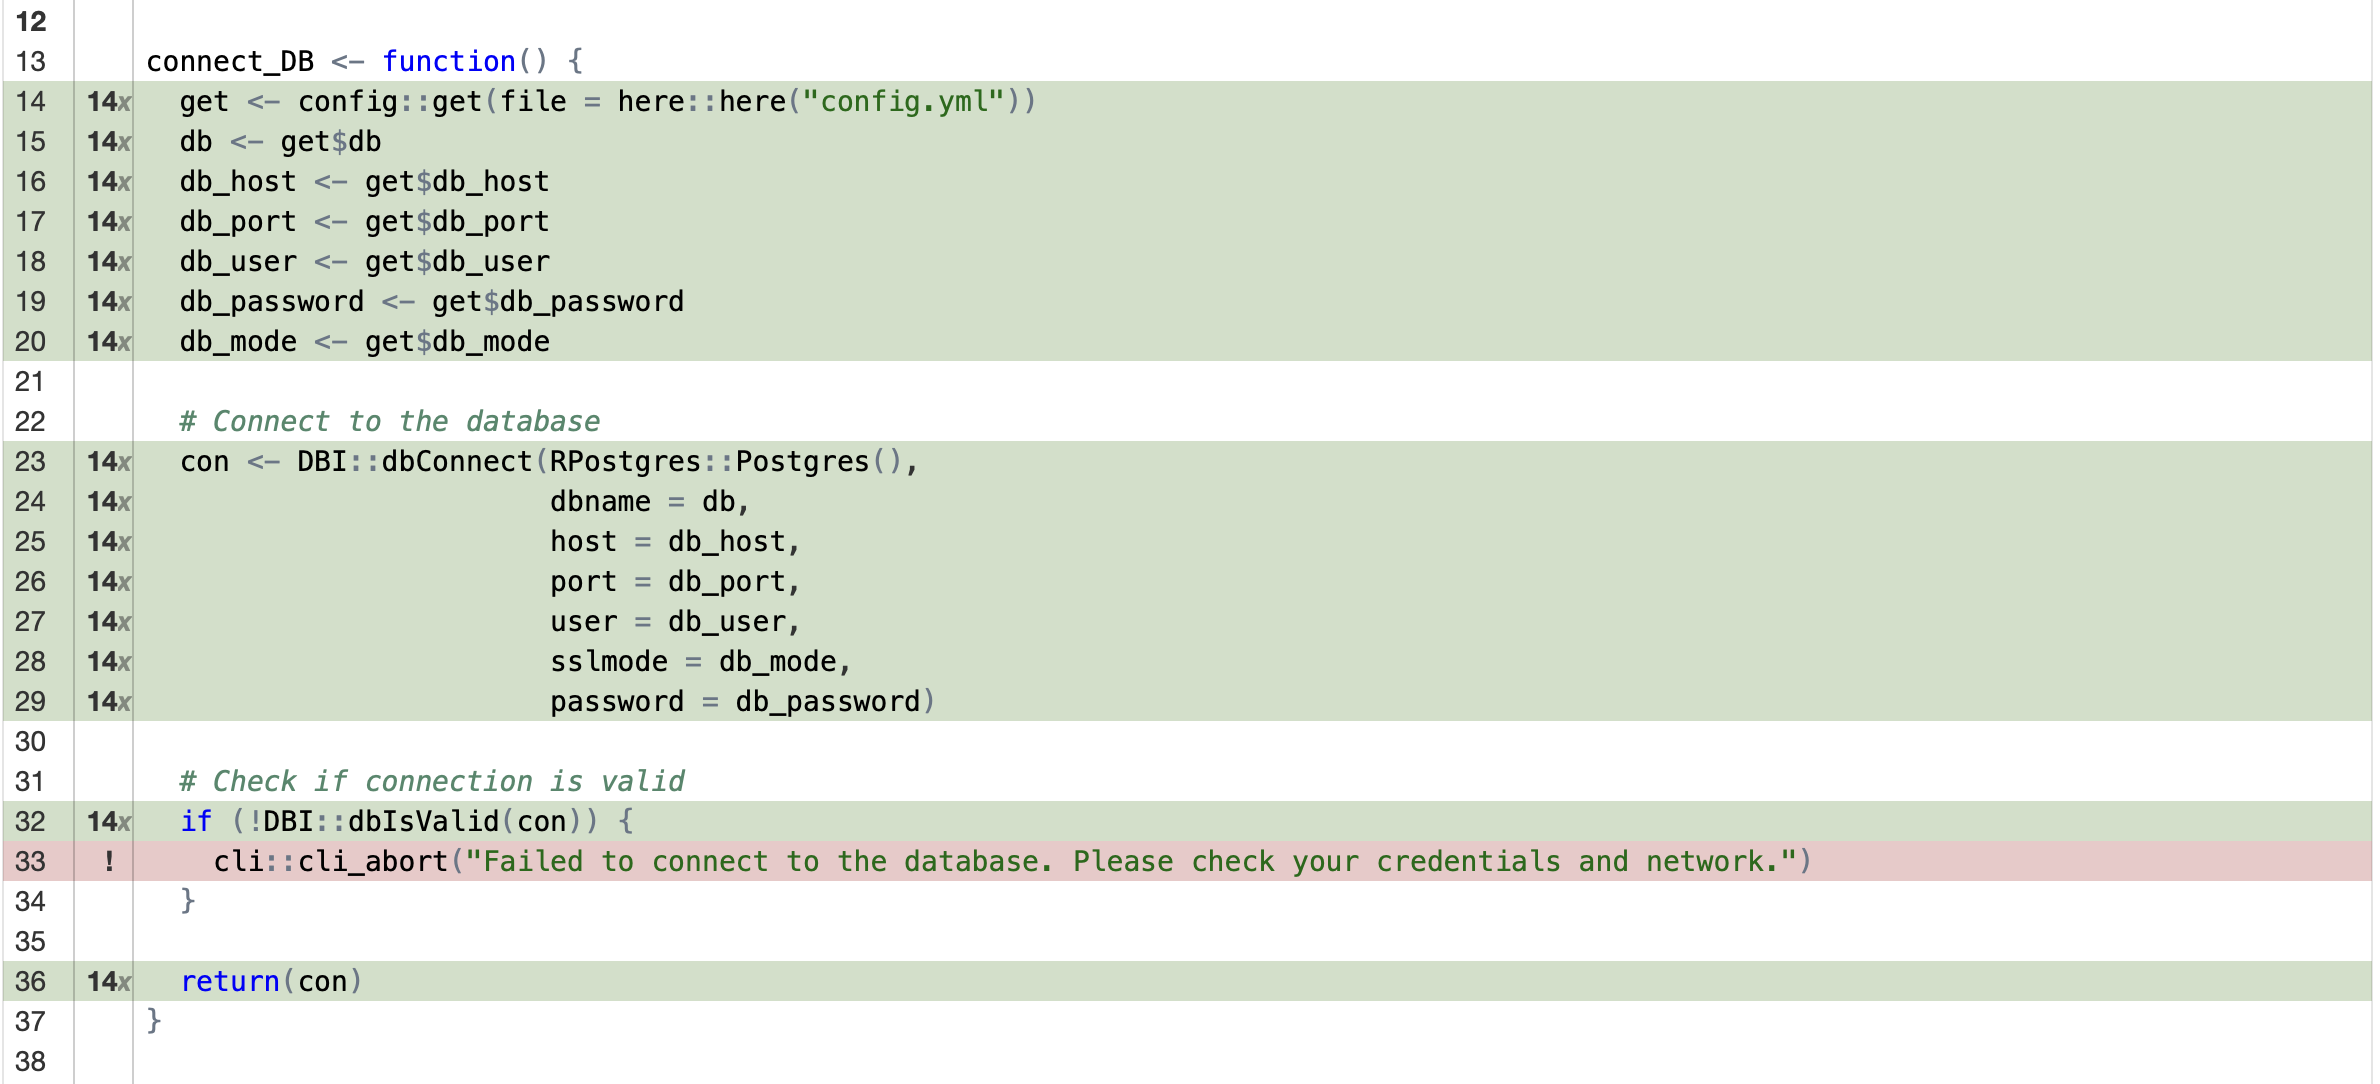 12
13 connect_DB <- function() {
14 14x get <- config::get(file = here::here("config.yml"))
15 14x db <- get$db
16 14x db_host <- get$db_host
17 14x db_port <- get$db_port
18 14x db_user <- get$db_user
19 14x db_password <- get$db_password
20 14x db_mode <- get$db_mode
21
22 # Connect to the database
23 14x con <- DBI::dbConnect(RPostgres::Postgres(),
24 14x dbname = db,
25 14x host = db_host,
26 14x port = db_port,
27 14x user = db_user,
28 14x sslmode = db_mode,
29 14x password = db_password)
30
31 # Check if connection is valid
32 14x if (!DBI::dbIsValid(con)) {
33 ! cli::cli_abort("Failed to connect to the database. Please check your credentials and network.")
34 }
35
36 14x return(con)
37 }
38